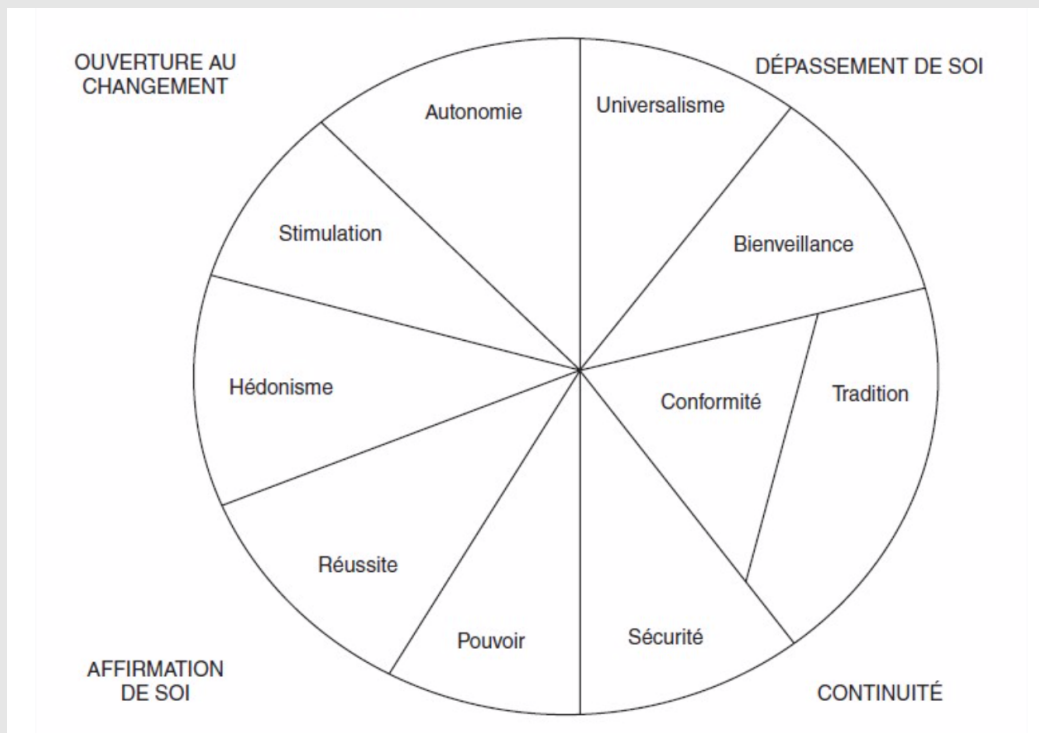 OUVERTURE AU
CHANGEMENT
DÉPASSEMENT DE SOI
Autonomie
Universalisme
Stimulation
Bienveillance
Hédonisme
Conformité
Tradition
Réussite
Pouvoir
Sécurité
AFFIRMATION
DE SOI
CONTINUITÉ